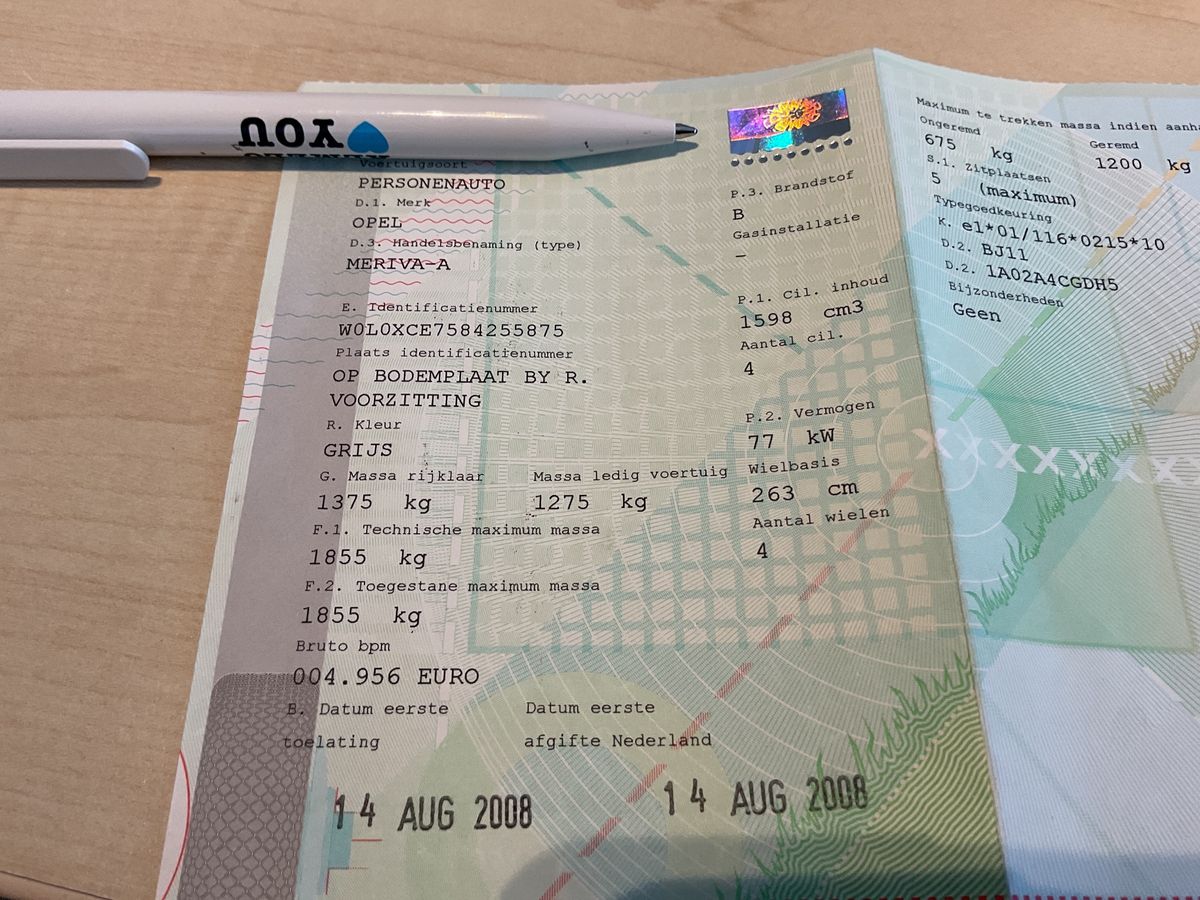 YOU
Voertuigsoort
PERSONENAUTO
D.1. Merk
OPEL
D.3. Handelsbenaming (type)
MERIVA-A
E. Identificatienummer
W0L0XCE7584255875
Plaats identificatienummer
OP BODEMPLAAT BY R.
VOORZITTING
R. Kleur
GRIJS
G. Massa rijklaar Massa ledig voertuig
1375 kg 1275 kg
F.1. Technische maximum massa
1855 kg
F.2. Toegestane maximum massa
1855 kg
Bruto bpm
004.956 EURO
B. Datum eerste Datum eerste
toelating afgifte Nederland
14 AUG 2008 14 AUG 2008
P.3. Brandstof
B
Gasinstallatie
–
P.1. Cil. inhoud
1598 cm3
Aantal cil.
4
P.2. Vermogen
77 kW
Wielbasis
263 cm
Aantal wielen
4
Maximum te trekken massa indien
Ongeremd Geremd
675 kg 1200 kg
S.1. Zitplaatsen
5 (maximum)
Typegoedkeuring
K. e1*01/116*0215*10
D.2. BJ11
D.2. 1A02A4CGDH5
Bijzonderheden
Geen
XXXXXXX